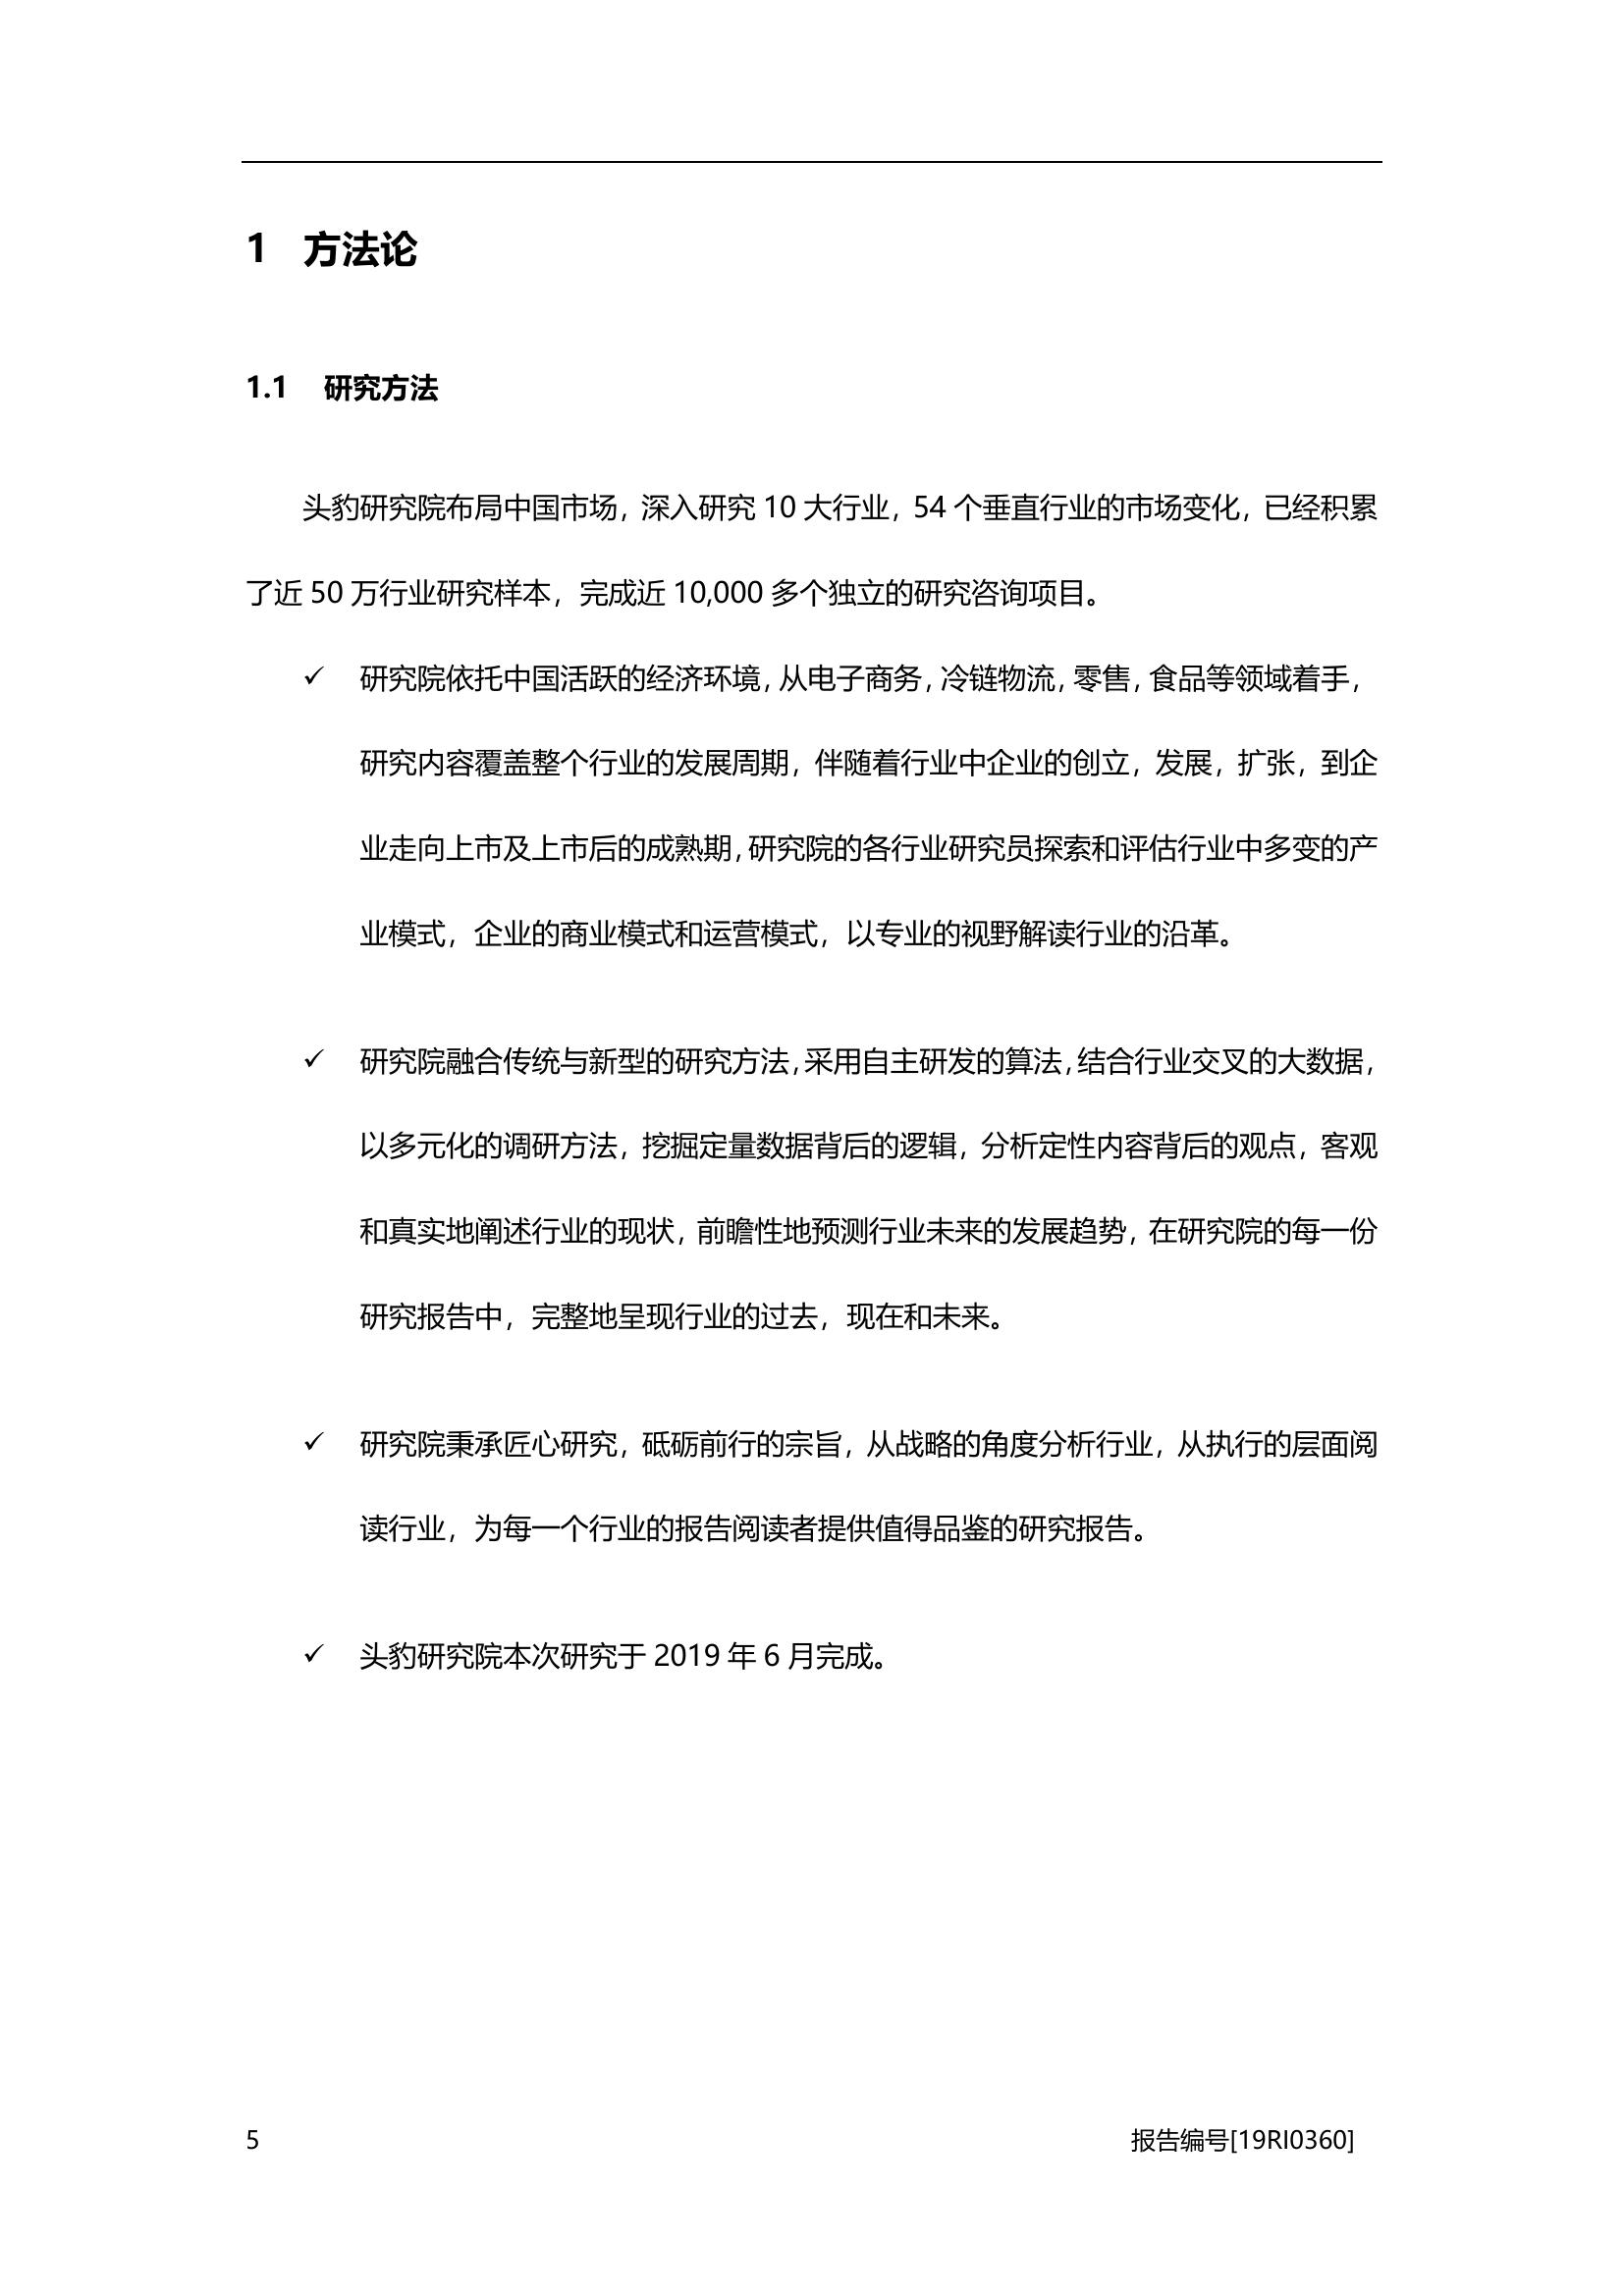 1 方法论
1.1 研究方法
头豹研究院布局中国市场，深入研究 10 大行业，54 个垂直行业的市场变化，已经积累
了近 50 万行业研究样本，完成近 10,000 多个独立的研究咨询项目。
✓ 研究院依托中国活跃的经济环境，从电子商务，冷链物流，零售，食品等领域着手，
研究内容覆盖整个行业的发展周期，伴随着行业中企业的创立，发展，扩张，到企
业走向上市及上市后的成熟期，研究院的各行业研究员探索和评估行业中多变的产
业模式，企业的商业模式和运营模式，以专业的视野解读行业的沿革。
✓ 研究院融合传统与新型的研究方法，采用自主研发的算法，结合行业交叉的大数据，
以多元化的调研方法，挖掘定量数据背后的逻辑，分析定性内容背后的观点，客观
和真实地阐述行业的现状，前瞻性地预测行业未来的发展趋势，在研究院的每一份
研究报告中，完整地呈现行业的过去，现在和未来。
✓ 研究院秉承匠心研究，砥砺前行的宗旨，从战略的角度分析行业，从执行的层面阅
读行业，为每一个行业的报告阅读者提供值得品鉴的研究报告。
✓ 头豹研究院本次研究于 2019 年 6 月完成。
5 报告编号[19RI0360]